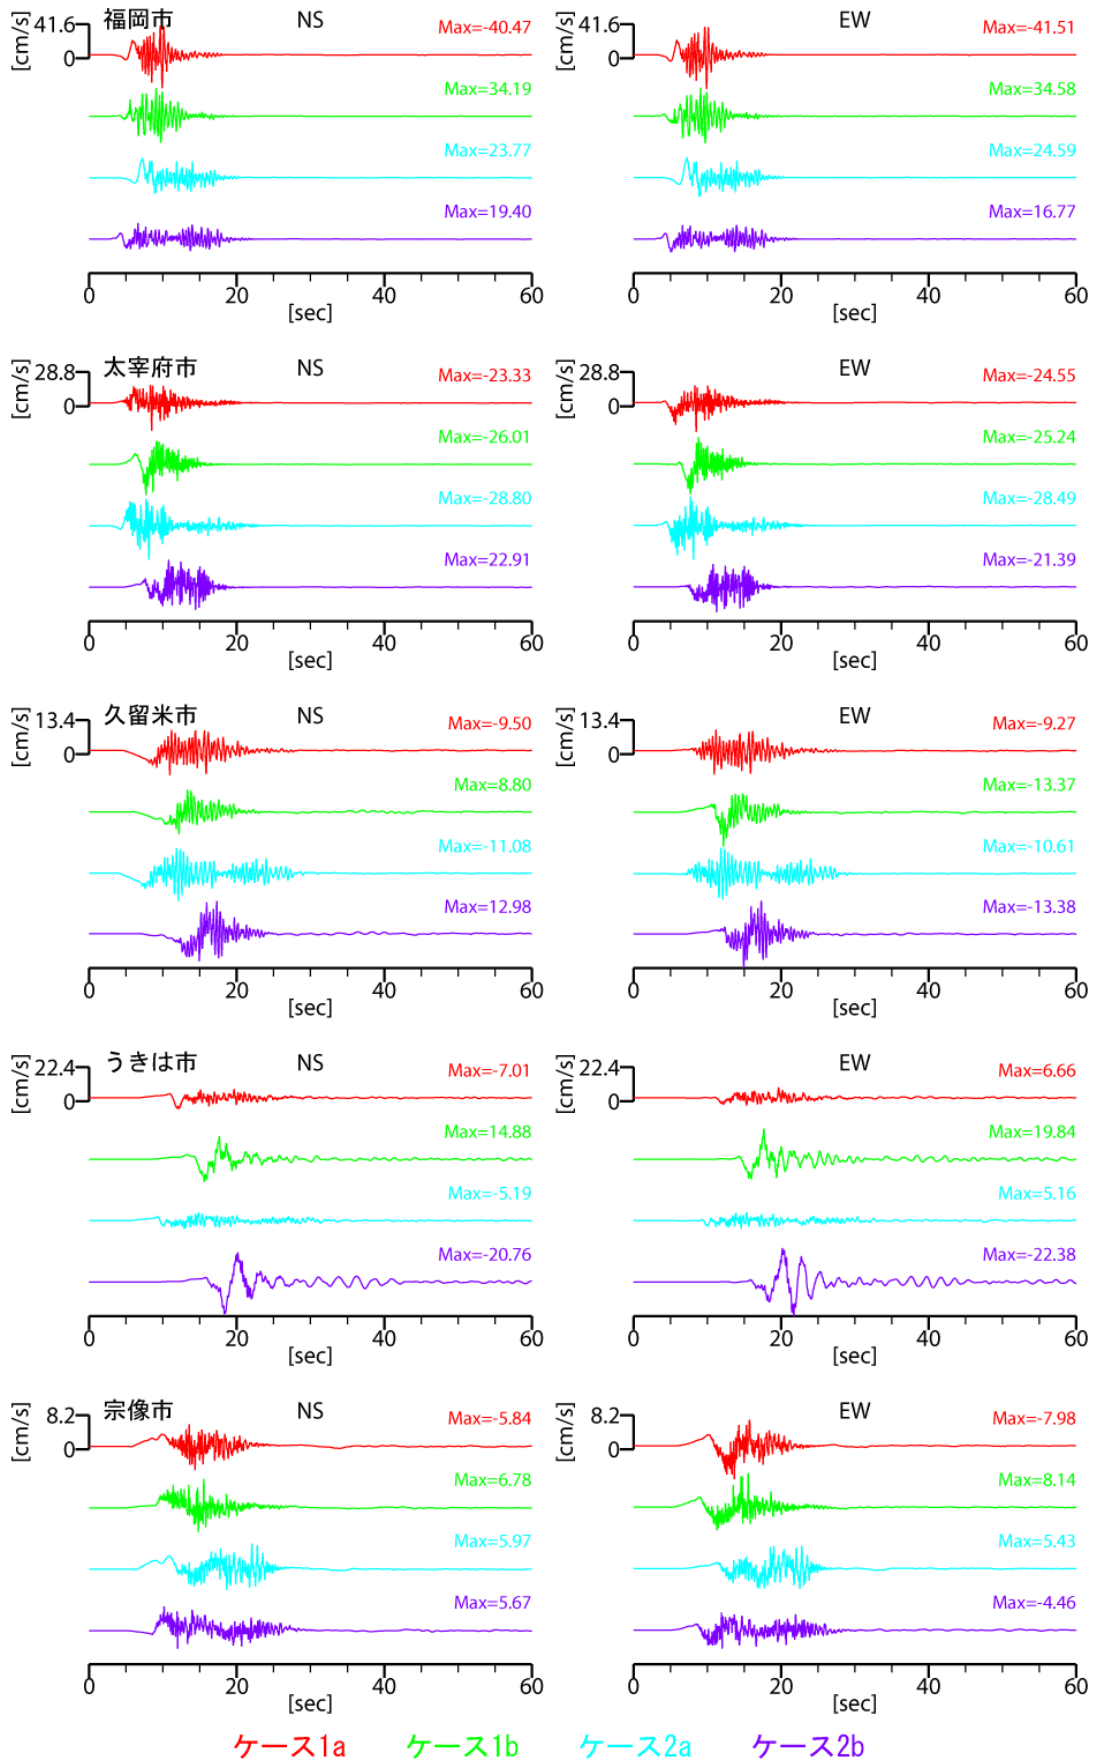 福岡市 NS EW
[cm/s] 41.6 0 Max=-40.47 [cm/s] 41.6 0 Max=-41.51
Max=34.19 Max=34.58
Max=23.77 Max=24.59
Max=19.40 Max=16.77
0 20 40 60 0 20 40 60
[sec] [sec]
太宰府市 NS EW
[cm/s] 28.8 0 Max=-23.33 [cm/s] 28.8 0 Max=-24.55
Max=-26.01 Max=-25.24
Max=-28.80 Max=-28.49
Max=22.91 Max=-21.39
0 20 40 60 0 20 40 60
[sec] [sec]
久留米市 NS EW
[cm/s] 13.4 0 Max=-9.50 [cm/s] 13.4 0 Max=-9.27
Max=8.80 Max=-13.37
Max=-11.08 Max=-10.61
Max=12.98 Max=-13.38
0 20 40 60 0 20 40 60
[sec] [sec]
うきは市 NS EW
[cm/s] 22.4 0 Max=-7.01 [cm/s] 22.4 0 Max=6.66
Max=14.88 Max=19.84
Max=-5.19 Max=5.16
Max=-20.76 Max=-22.38
0 20 40 60 0 20 40 60
[sec] [sec]
宗像市 NS EW
[cm/s] 8.2 0 Max=-5.84 [cm/s] 8.2 0 Max=-7.98
Max=6.78 Max=8.14
Max=5.97 Max=5.43
Max=5.67 Max=-4.46
0 20 40 60 0 20 40 60
[sec] [sec]
ケース1a ケース1b ケース2a ケース2b